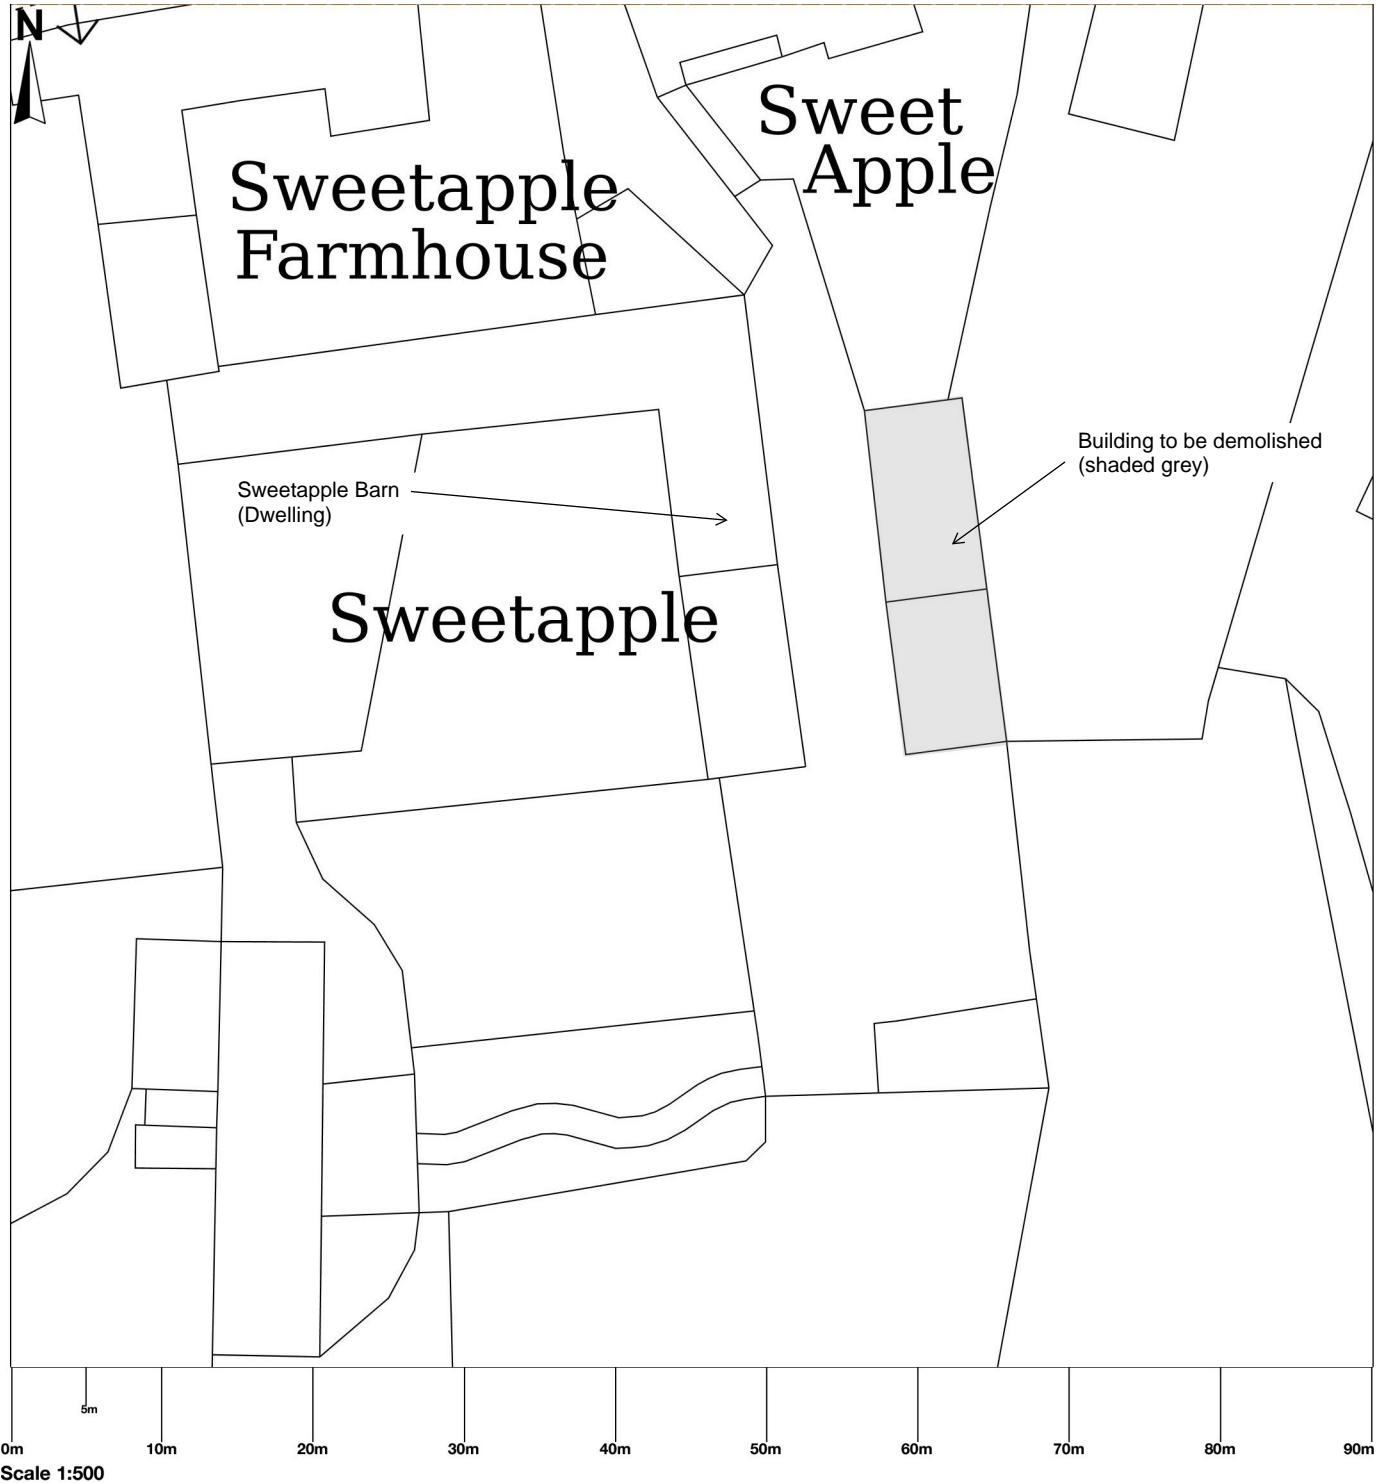 N
Sweet
Apple
Sweetapple
Farmhouse
Building to be demolished
(shaded grey)
Sweetapple Barn
(Dwelling)
Sweetapple
5m
0m 10m 20m 30m 40m 50m 60m 70m 80m 90m
Scale 1:500